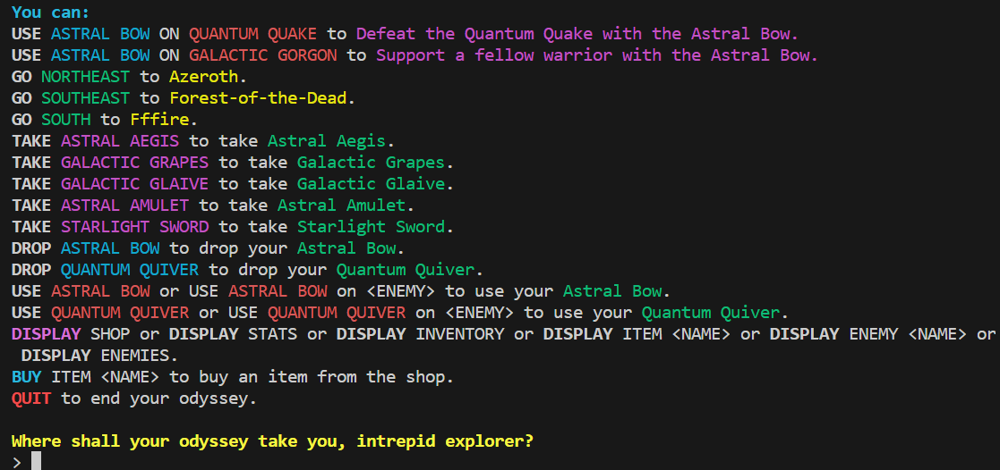 You can:
USE ASTRAL BOW ON QUANTUM QUAKE to Defeat the Quantum Quake with the Astral Bow.
USE ASTRAL BOW ON GALACTIC GORGON to Support a fellow warrior with the Astral Bow.
GO NORTHEAST to Azeroth.
GO SOUTHEAST to Forest-of-the-Dead.
GO SOUTH to Fffire.
TAKE ASTRAL AEGIS to take Astral Aegis.
TAKE GALACTIC GRAPES to take Galactic Grapes.
TAKE GALACTIC GLAIVE to take Galactic Glaive.
TAKE ASTRAL AMULET to take Astral Amulet.
TAKE STARLIGHT SWORD to take Starlight Sword.
DROP ASTRAL BOW to drop your Astral Bow.
DROP QUANTUM QUIVER to drop your Quantum Quiver.
USE ASTRAL BOW or USE ASTRAL BOW on <ENEMY> to use your Astral Bow.
USE QUANTUM QUIVER or USE QUANTUM QUIVER on <ENEMY> to use your Quantum Quiver.
DISPLAY SHOP or DISPLAY STATS or DISPLAY INVENTORY or DISPLAY ITEM <NAME> or DISPLAY ENEMY <NAME> or
DISPLAY ENEMIES.
BUY ITEM <NAME> to buy an item from the shop.
QUIT to end your odyssey.
Where shall your odyssey take you, intrepid explorer?
>